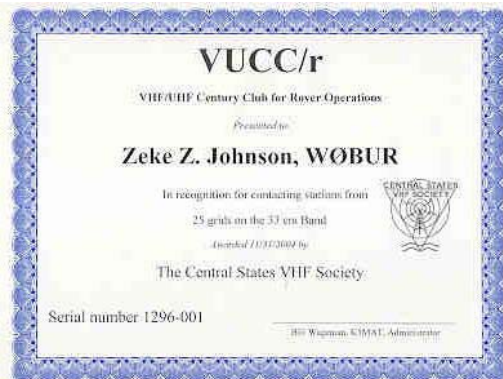 VUCC/r
VHF/UHF Century Club for Rover Operations
Presented to
Zeke Z. Johnson, WØBUR
In recognition for contacting stations from
25 grids on the 33 cm Band
CENTRAL STATES
VHF SOCIETY
Awarded 11/31/2004 by
The Central States VHF Society
Serial number 1296-001
Administrator